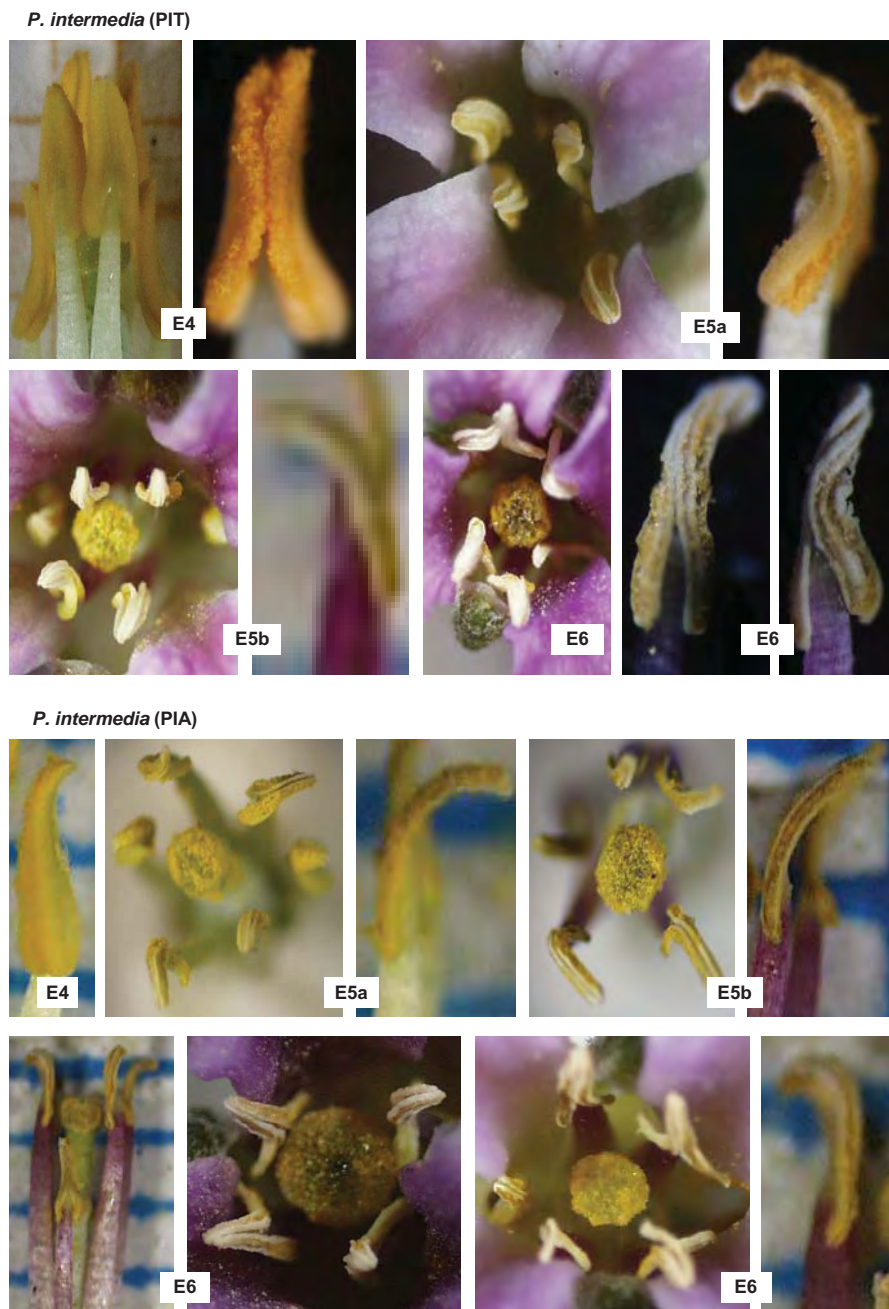 P. intermedia (PIT)
E4
E5a
E5b
E6
E6
P. intermedia (PIA)
E4
E5a
E5b
E6
E6